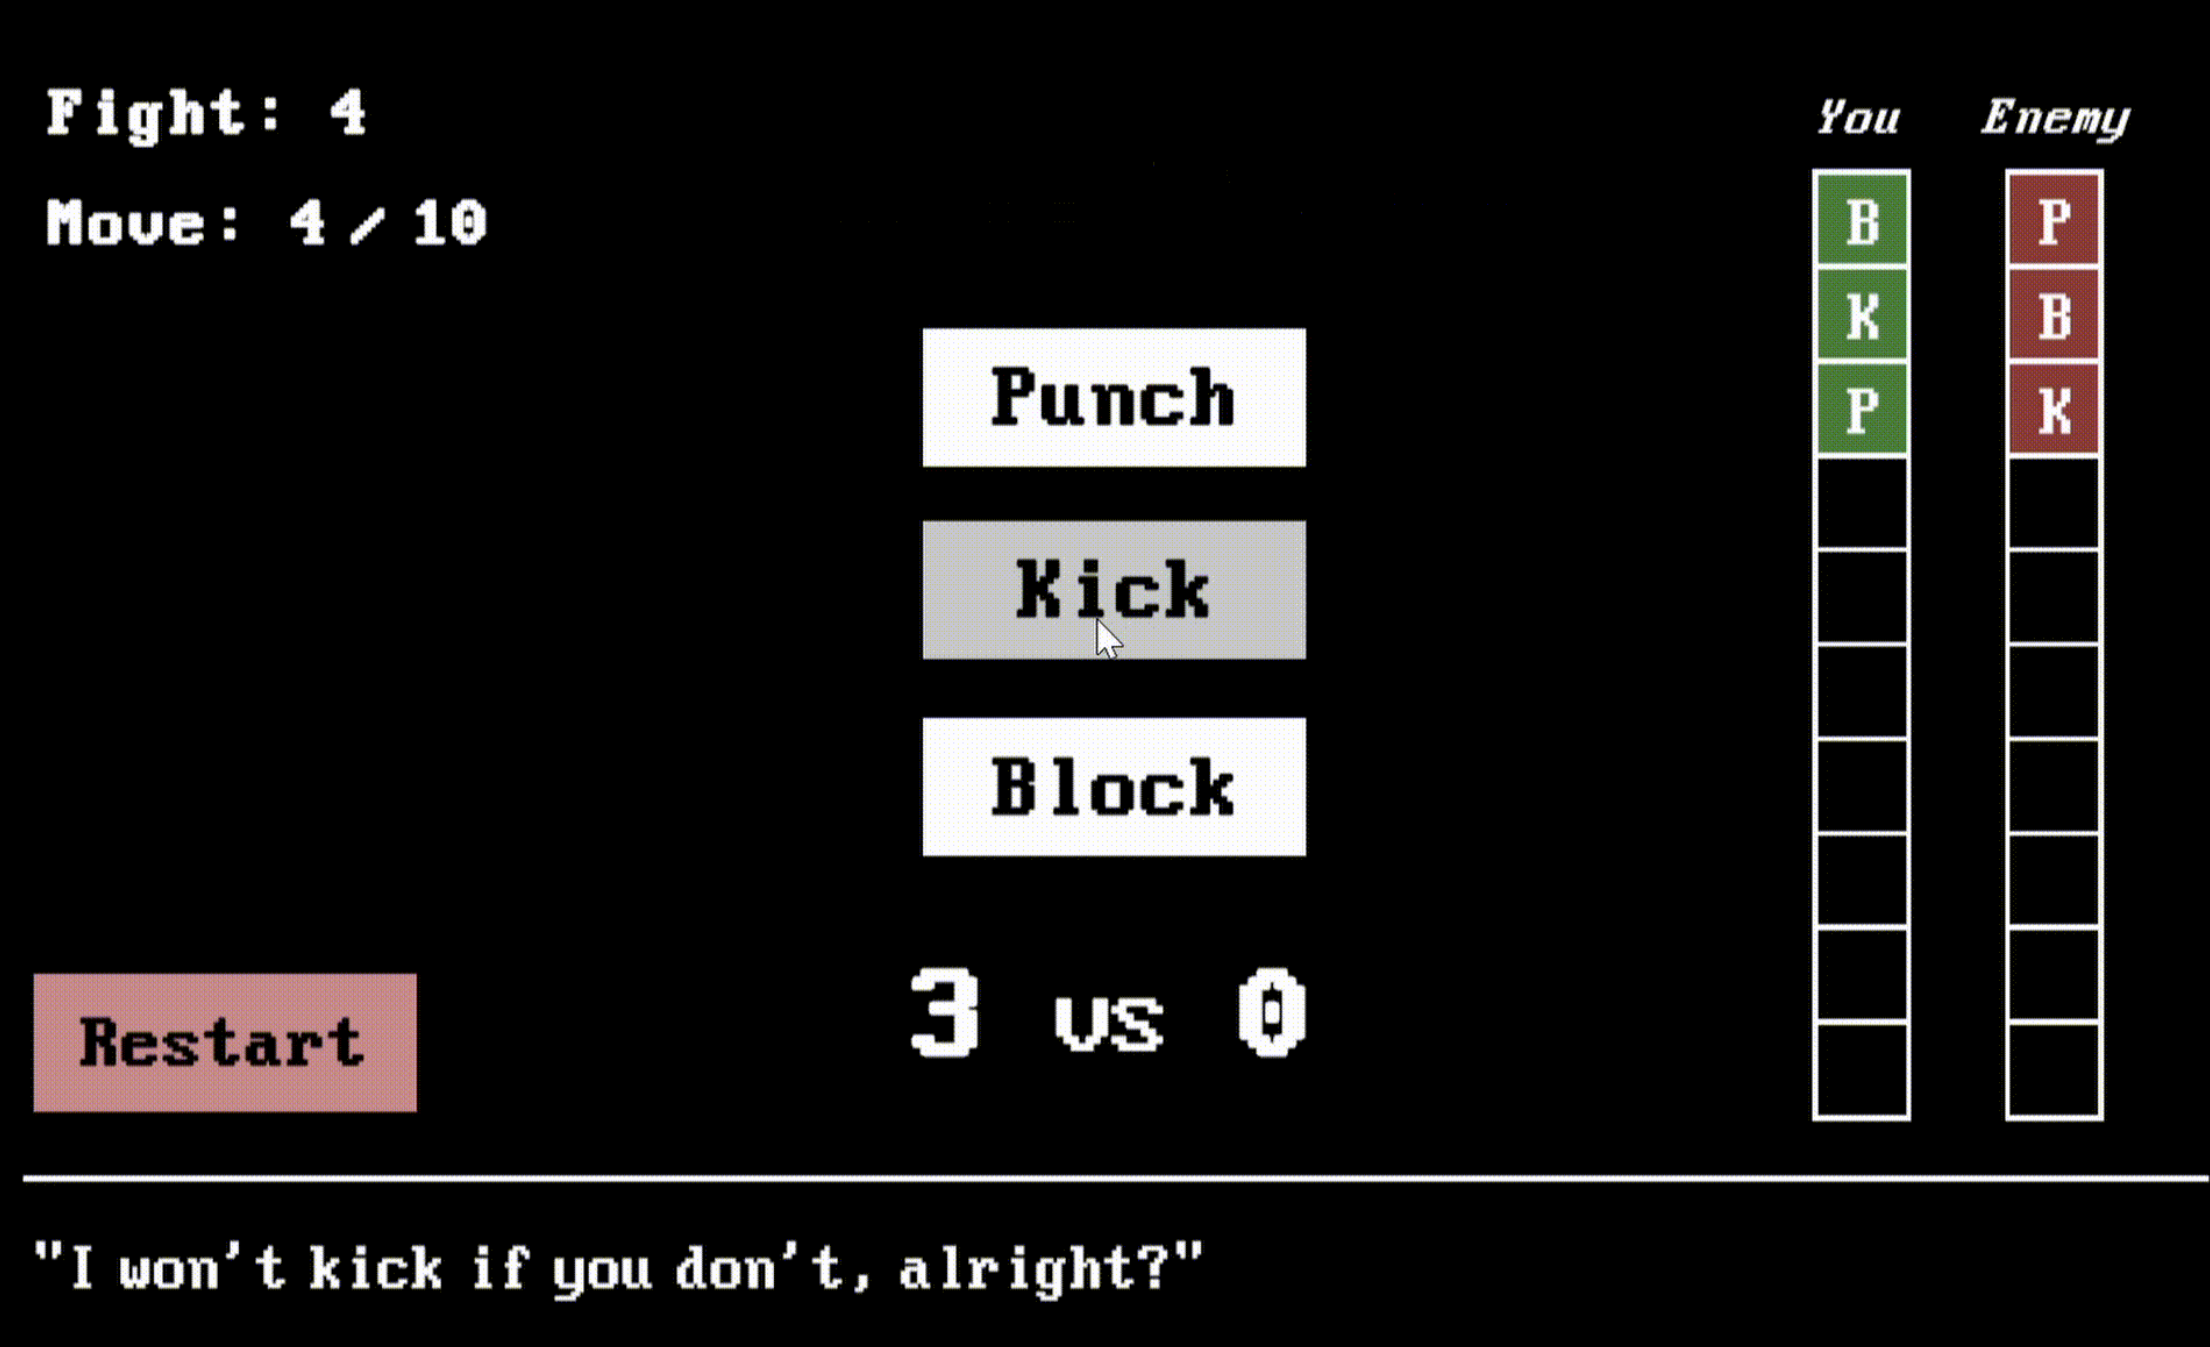 Fight: 4
Move: 4 / 10
You Enemy
B P
K B
P K
Punch
Kick
Block
3 vs 0
Restart
"I won't kick if you don't, alright?"